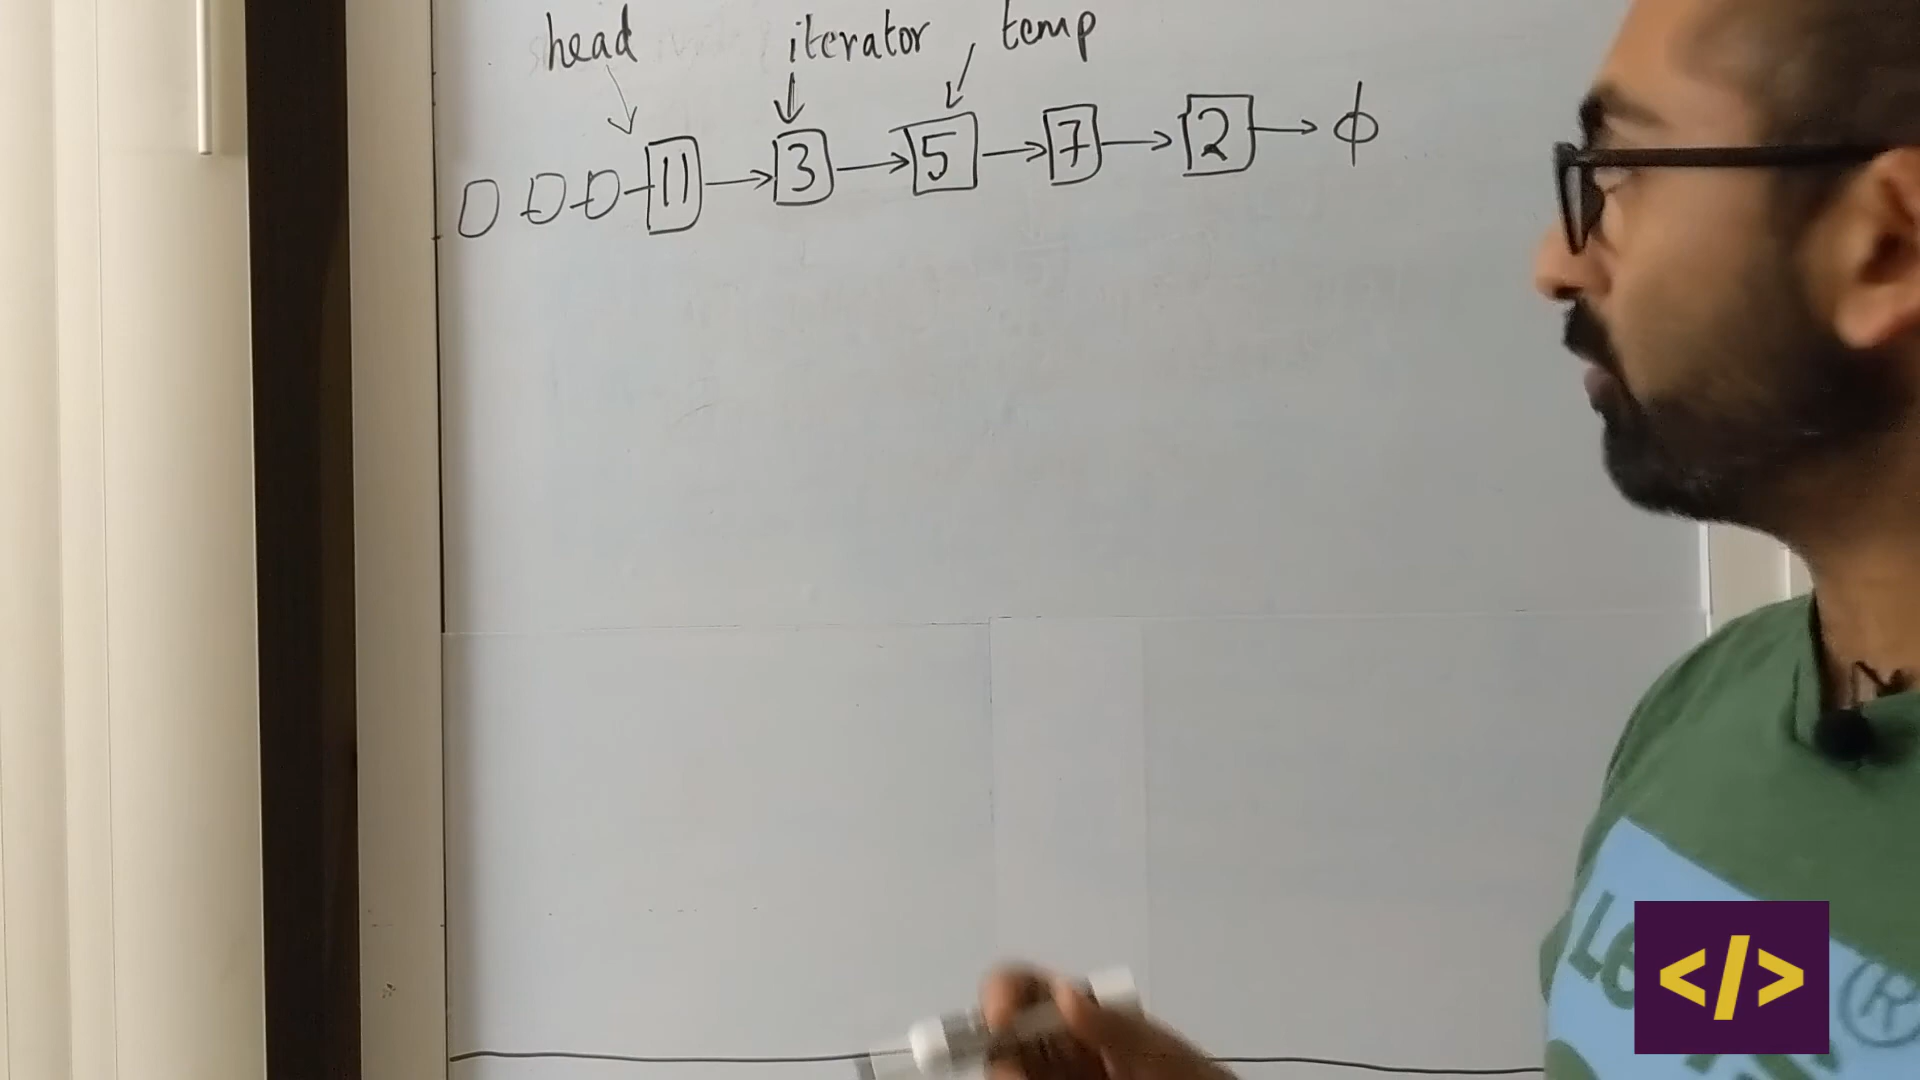 head iterator temp
11 → 3 → 5 → 7 → 2 → ϕ
</>
®